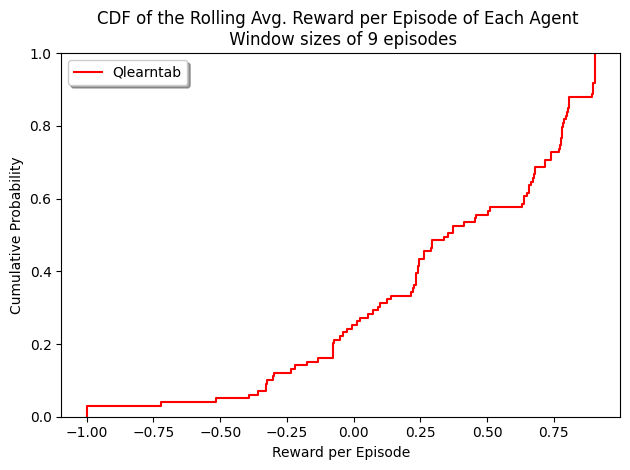 CDF of the Rolling Avg. Reward per Episode of Each Agent
Window sizes of 9 episodes
Qlearntab
1.0
0.8
0.6
0.4
0.2
0.0
Cumulative Probability
−1.00 −0.75 −0.50 −0.25 0.00 0.25 0.50 0.75
Reward per Episode